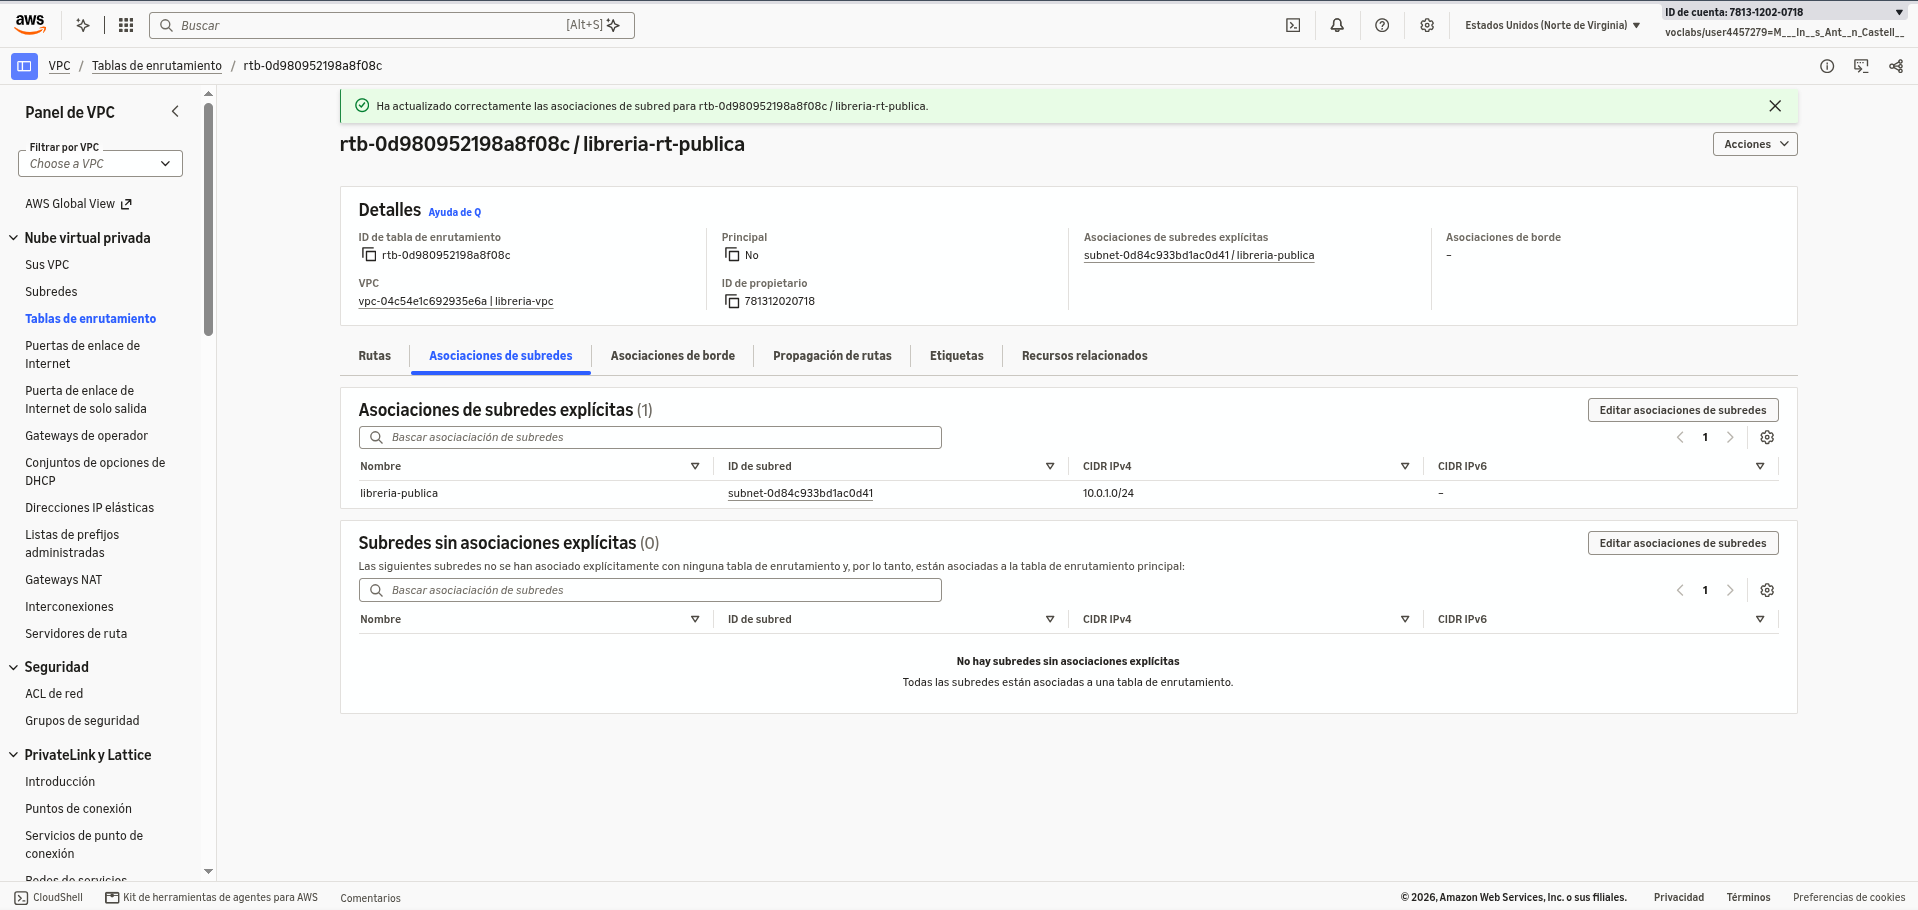 aws
Buscar
[Alt+S]
Estados Unidos (Norte de Virginia)
ID de cuenta: 7813-1202-0718
voclabs/user4457279=M___In__s_Ant__n_Castell__
VPC / Tablas de enrutamiento / rtb-0d980952198a8f08c
Panel de VPC
Filtrar por VPC
Choose a VPC
AWS Global View
Nube virtual privada
Sus VPC
Subredes
Tablas de enrutamiento
Puertas de enlace de
Internet
Puerta de enlace de
Internet de solo salida
Gateways de operador
Conjuntos de opciones de
DHCP
Direcciones IP elásticas
Listas de prefijos
administradas
Gateways NAT
Interconexiones
Servidores de ruta
Seguridad
ACL de red
Grupos de seguridad
PrivateLink y Lattice
Introducción
Puntos de conexión
Servicios de punto de
conexión
Redes de servicios
Ha actualizado correctamente las asociaciones de subred para rtb-0d980952198a8f08c / libreria-rt-publica.
rtb-0d980952198a8f08c / libreria-rt-publica
Acciones
Detalles Ayuda de Q
ID de tabla de enrutamiento
rtb-0d980952198a8f08c
Principal
No
Asociaciones de subredes explícitas
subnet-0d84c933bd1ac0d41 / libreria-publica
Asociaciones de borde
–
VPC
vpc-04c54e1c692935e6a | libreria-vpc
ID de propietario
781312020718
Rutas
Asociaciones de subredes
Asociaciones de borde
Propagación de rutas
Etiquetas
Recursos relacionados
Asociaciones de subredes explícitas (1)
Editar asociaciones de subredes
Bascar asociaciación de subredes
1
Nombre ID de subred CIDR IPv4 CIDR IPv6
libreria-publica subnet-0d84c933bd1ac0d41 10.0.1.0/24 –
Subredes sin asociaciones explícitas (0)
Editar asociaciones de subredes
Las siguientes subredes no se han asociado explícitamente con ninguna tabla de enrutamiento y, por lo tanto, están asociadas a la tabla de enrutamiento principal:
Bascar asociaciación de subredes
1
Nombre ID de subred CIDR IPv4 CIDR IPv6
No hay subredes sin asociaciones explícitas
Todas las subredes están asociadas a una tabla de enrutamiento.
CloudShell
Kit de herramientas de agentes para AWS
Comentarios
© 2026, Amazon Web Services, Inc. o sus filiales.
Privacidad
Términos
Preferencias de cookies